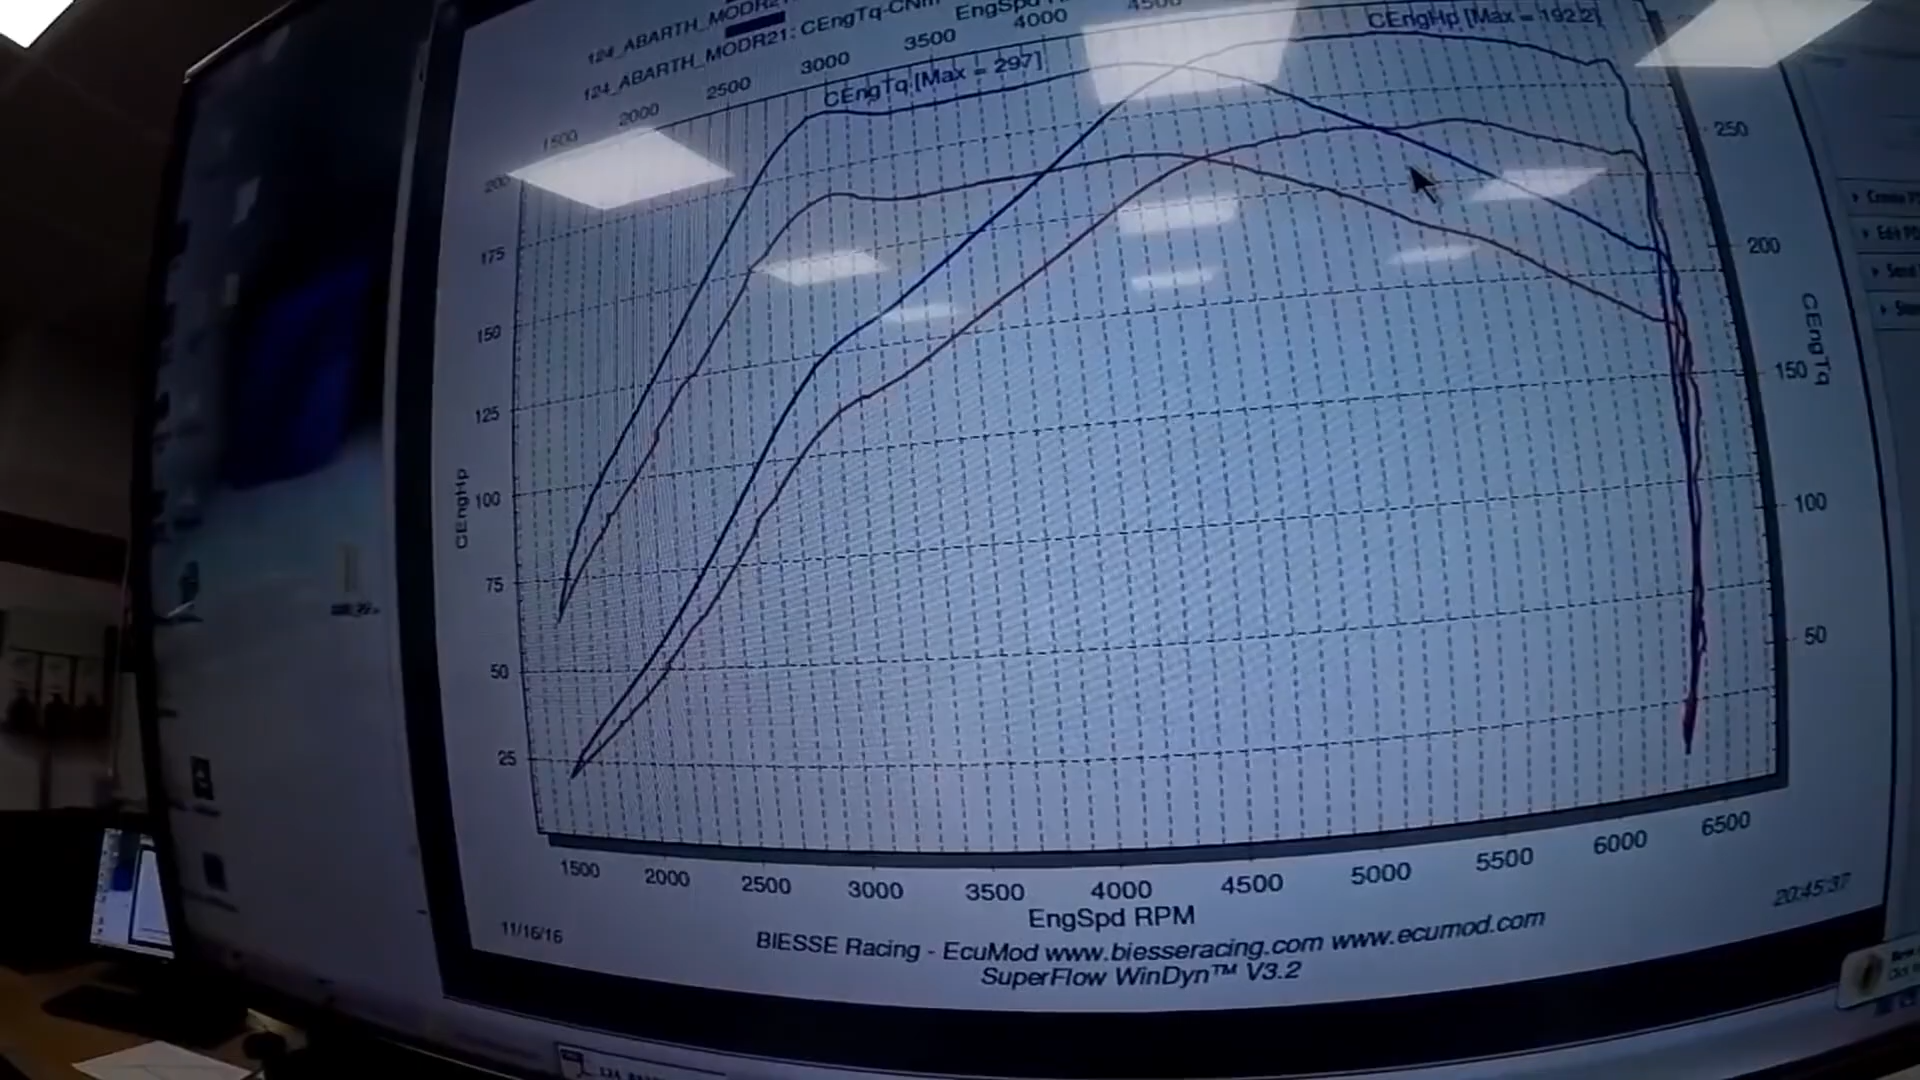 124_ABARTH_MODR21
124_ABARTH_MODR21: CEngTq-CNm
EngSpd
1500 2000 2500 3000 3500 4000 4500
CEngTq [Max = 297]
CEngHp [Max = 192.2]
200
175
150
125
100
75
50
25
CEngHp
250
200
150
100
50
CEngTq
1500 2000 2500 3000 3500 4000 4500 5000 5500 6000 6500
EngSpd RPM
11/16/16
20:45:37
BIESSE Racing - EcuMod www.biesseracing.com www.ecumod.com
SuperFlow WinDyn™ V3.2
Edit
Send